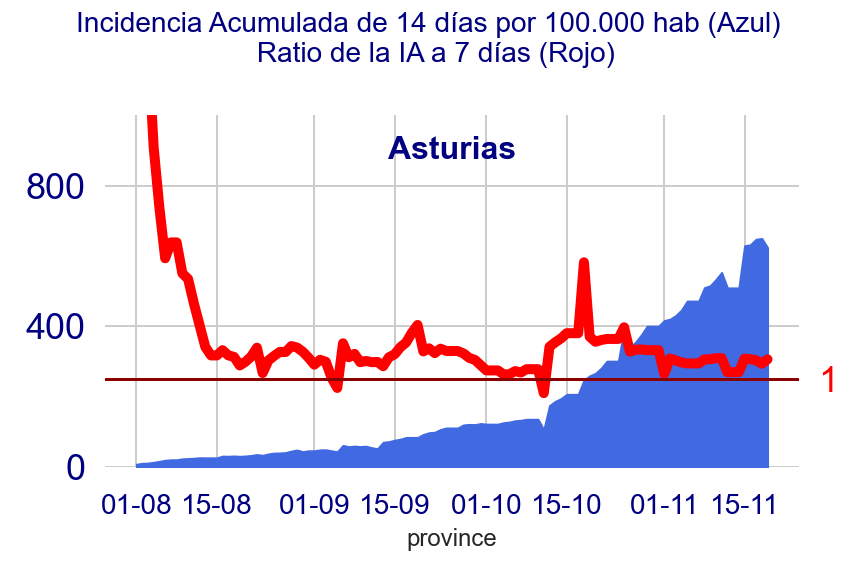 Incidencia Acumulada de 14 días por 100.000 hab (Azul)
Ratio de la IA a 7 días (Rojo)
Asturias
800
400
1
0
01-08 15-08 01-09 15-09 01-10 15-10 01-11 15-11
province